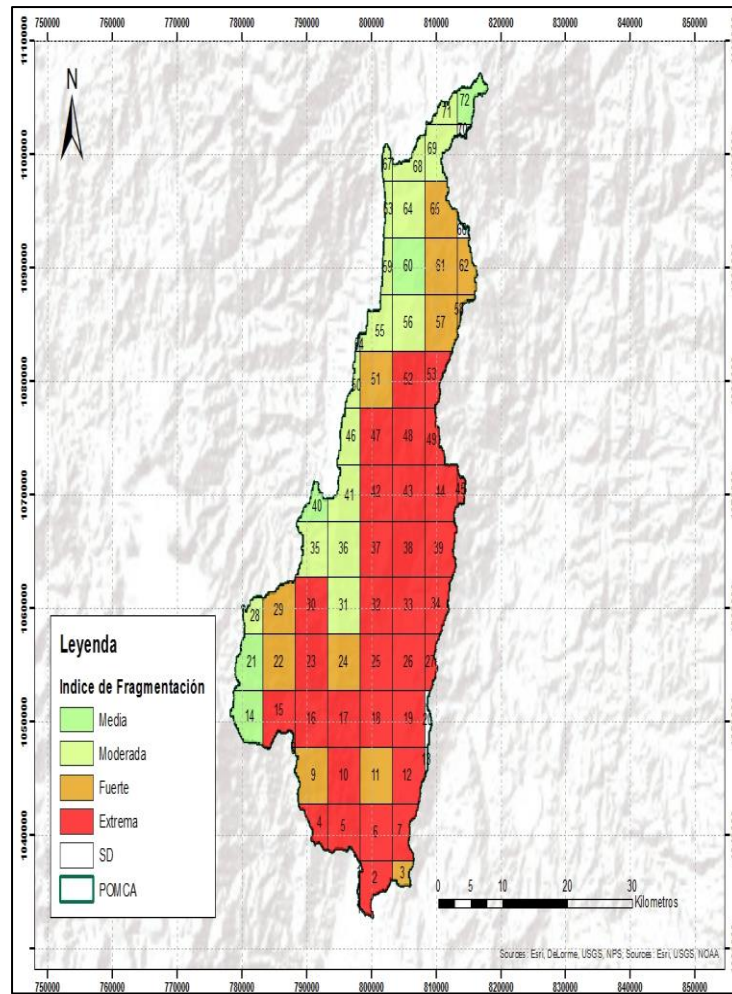 750000 760000 770000 780000 790000 800000 810000 820000 830000 840000 850000
1110000
1100000
1090000
1080000
1070000
1060000
1050000
1040000
N
72
71
70
69
67 68
63 64 65
59 60 61 62
55 56 57 58
54
50 51 52 53
46 47 48 49
40 41 42 43 44 45
35 36 37 38 39
28 29 30 31 32 33 34
21 22 23 24 25 26 27
14 15 16 17 18 19
9 10 11 12 13
4 5 6 7
2 3
Leyenda
Indice de Fragmentación
Media
Moderada
Fuerte
Extrema
SD
POMCA
0 5 10 20 30
Kilometros
Sources: Esri, DeLorme, USGS, NPS, Sources: Esri, USGS, NOAA
750000 760000 770000 780000 790000 800000 810000 820000 830000 840000 850000